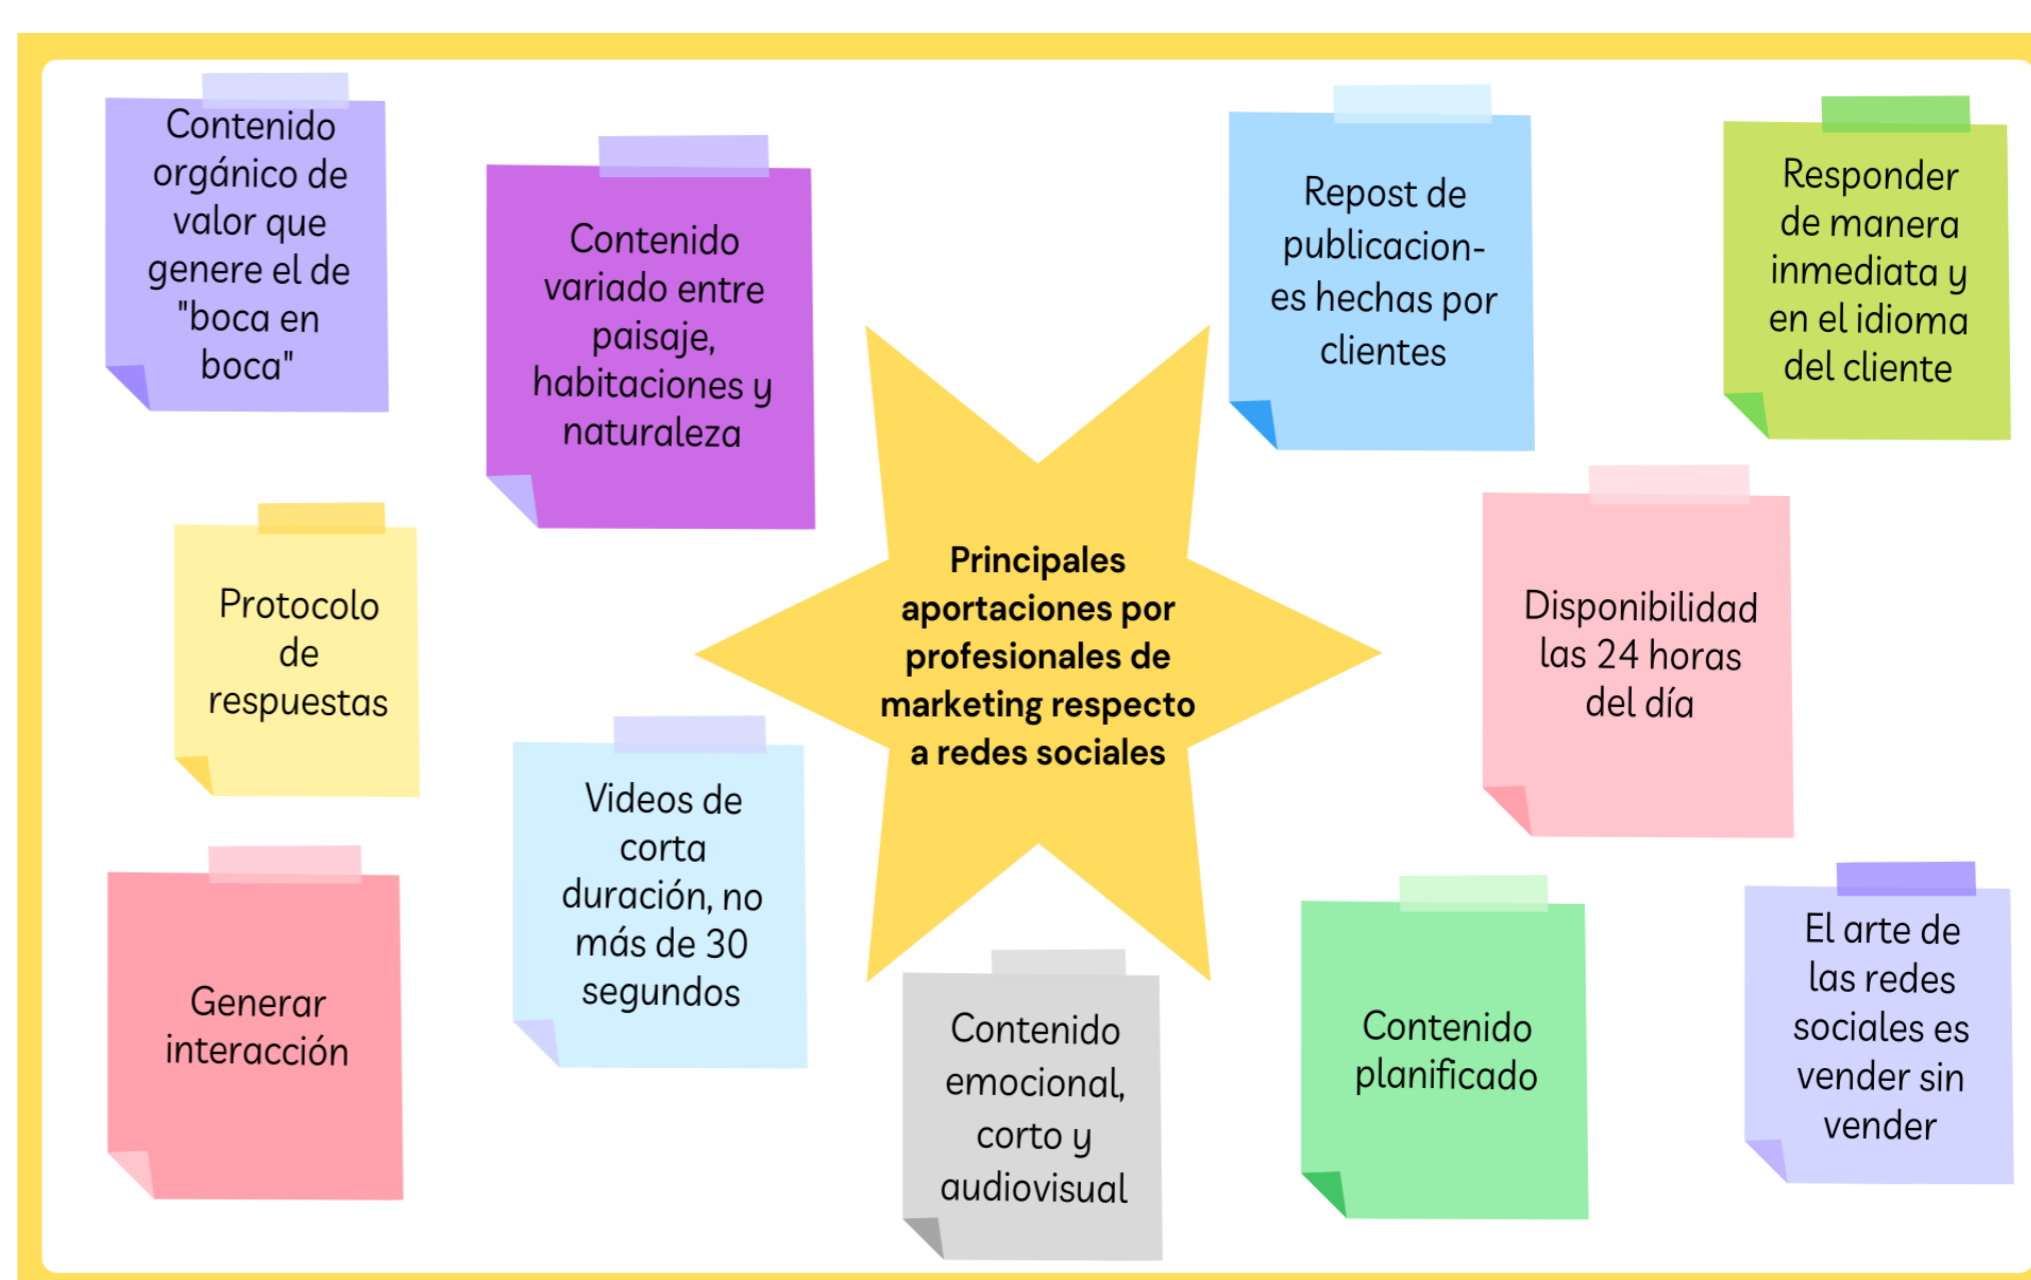 Contenido
orgánico de
valor que
genere el de
"boca en
boca"
Contenido
variado entre
paisaje,
habitaciones y
naturaleza
Repost de
publicacion-
es hechas por
clientes
Responder
de manera
inmediata y
en el idioma
del cliente
Protocolo
de
respuestas
Principales
aportaciones por
profesionales de
marketing respecto
a redes sociales
Disponibilidad
las 24 horas
del día
Generar
interacción
Videos de
corta
duración, no
más de 30
segundos
Contenido
emocional,
corto y
audiovisual
Contenido
planificado
El arte de
las redes
sociales es
vender sin
vender